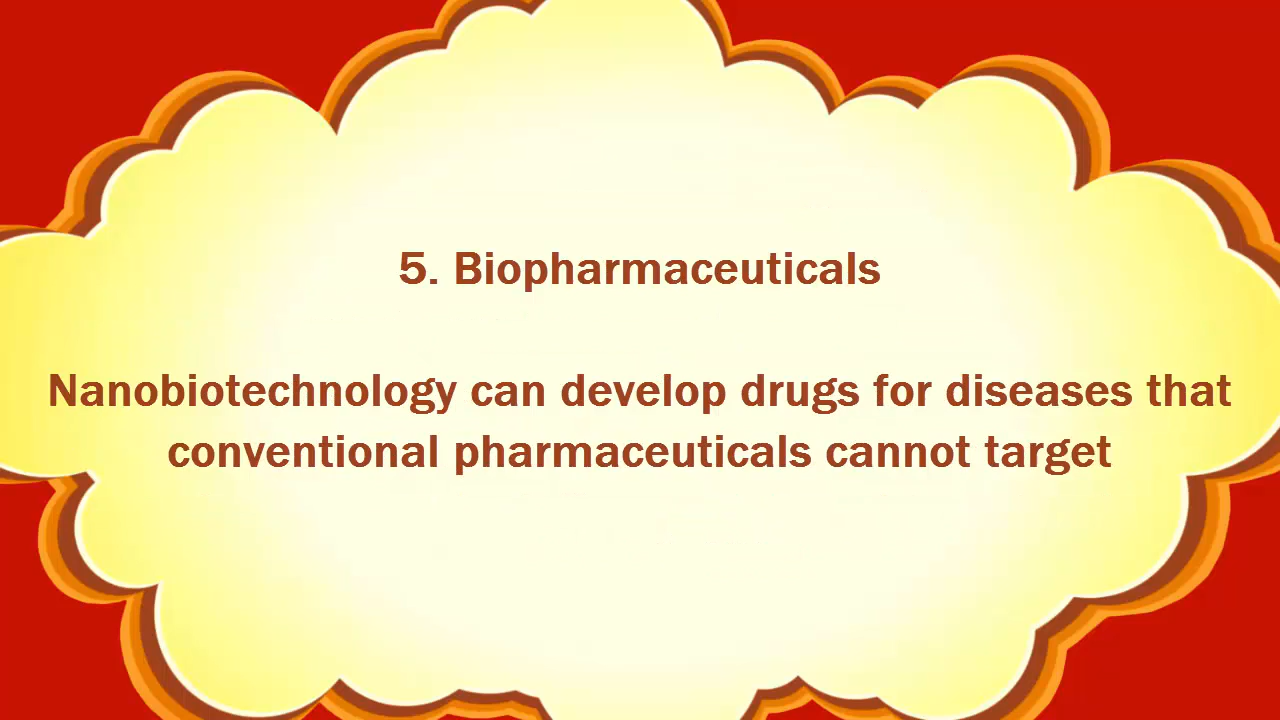 5. Biopharmaceuticals
Nanobiotechnology can develop drugs for diseases that
conventional pharmaceuticals cannot target